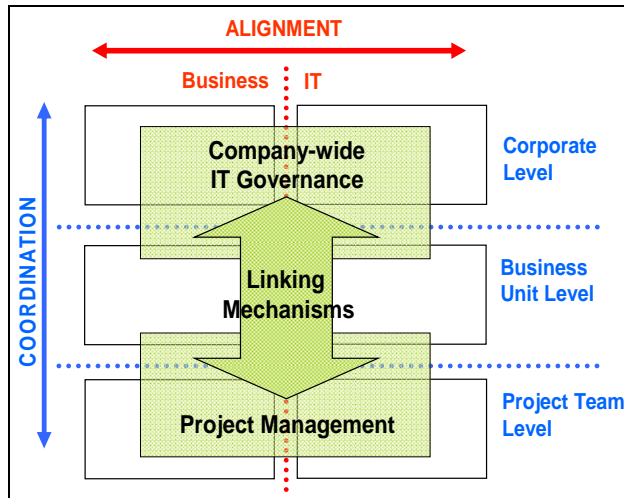 ALIGNMENT
Business IT
Company-wide
IT Governance
Corporate
Level
COORDINATION
Linking
Mechanisms
Business
Unit Level
Project Management
Project Team
Level